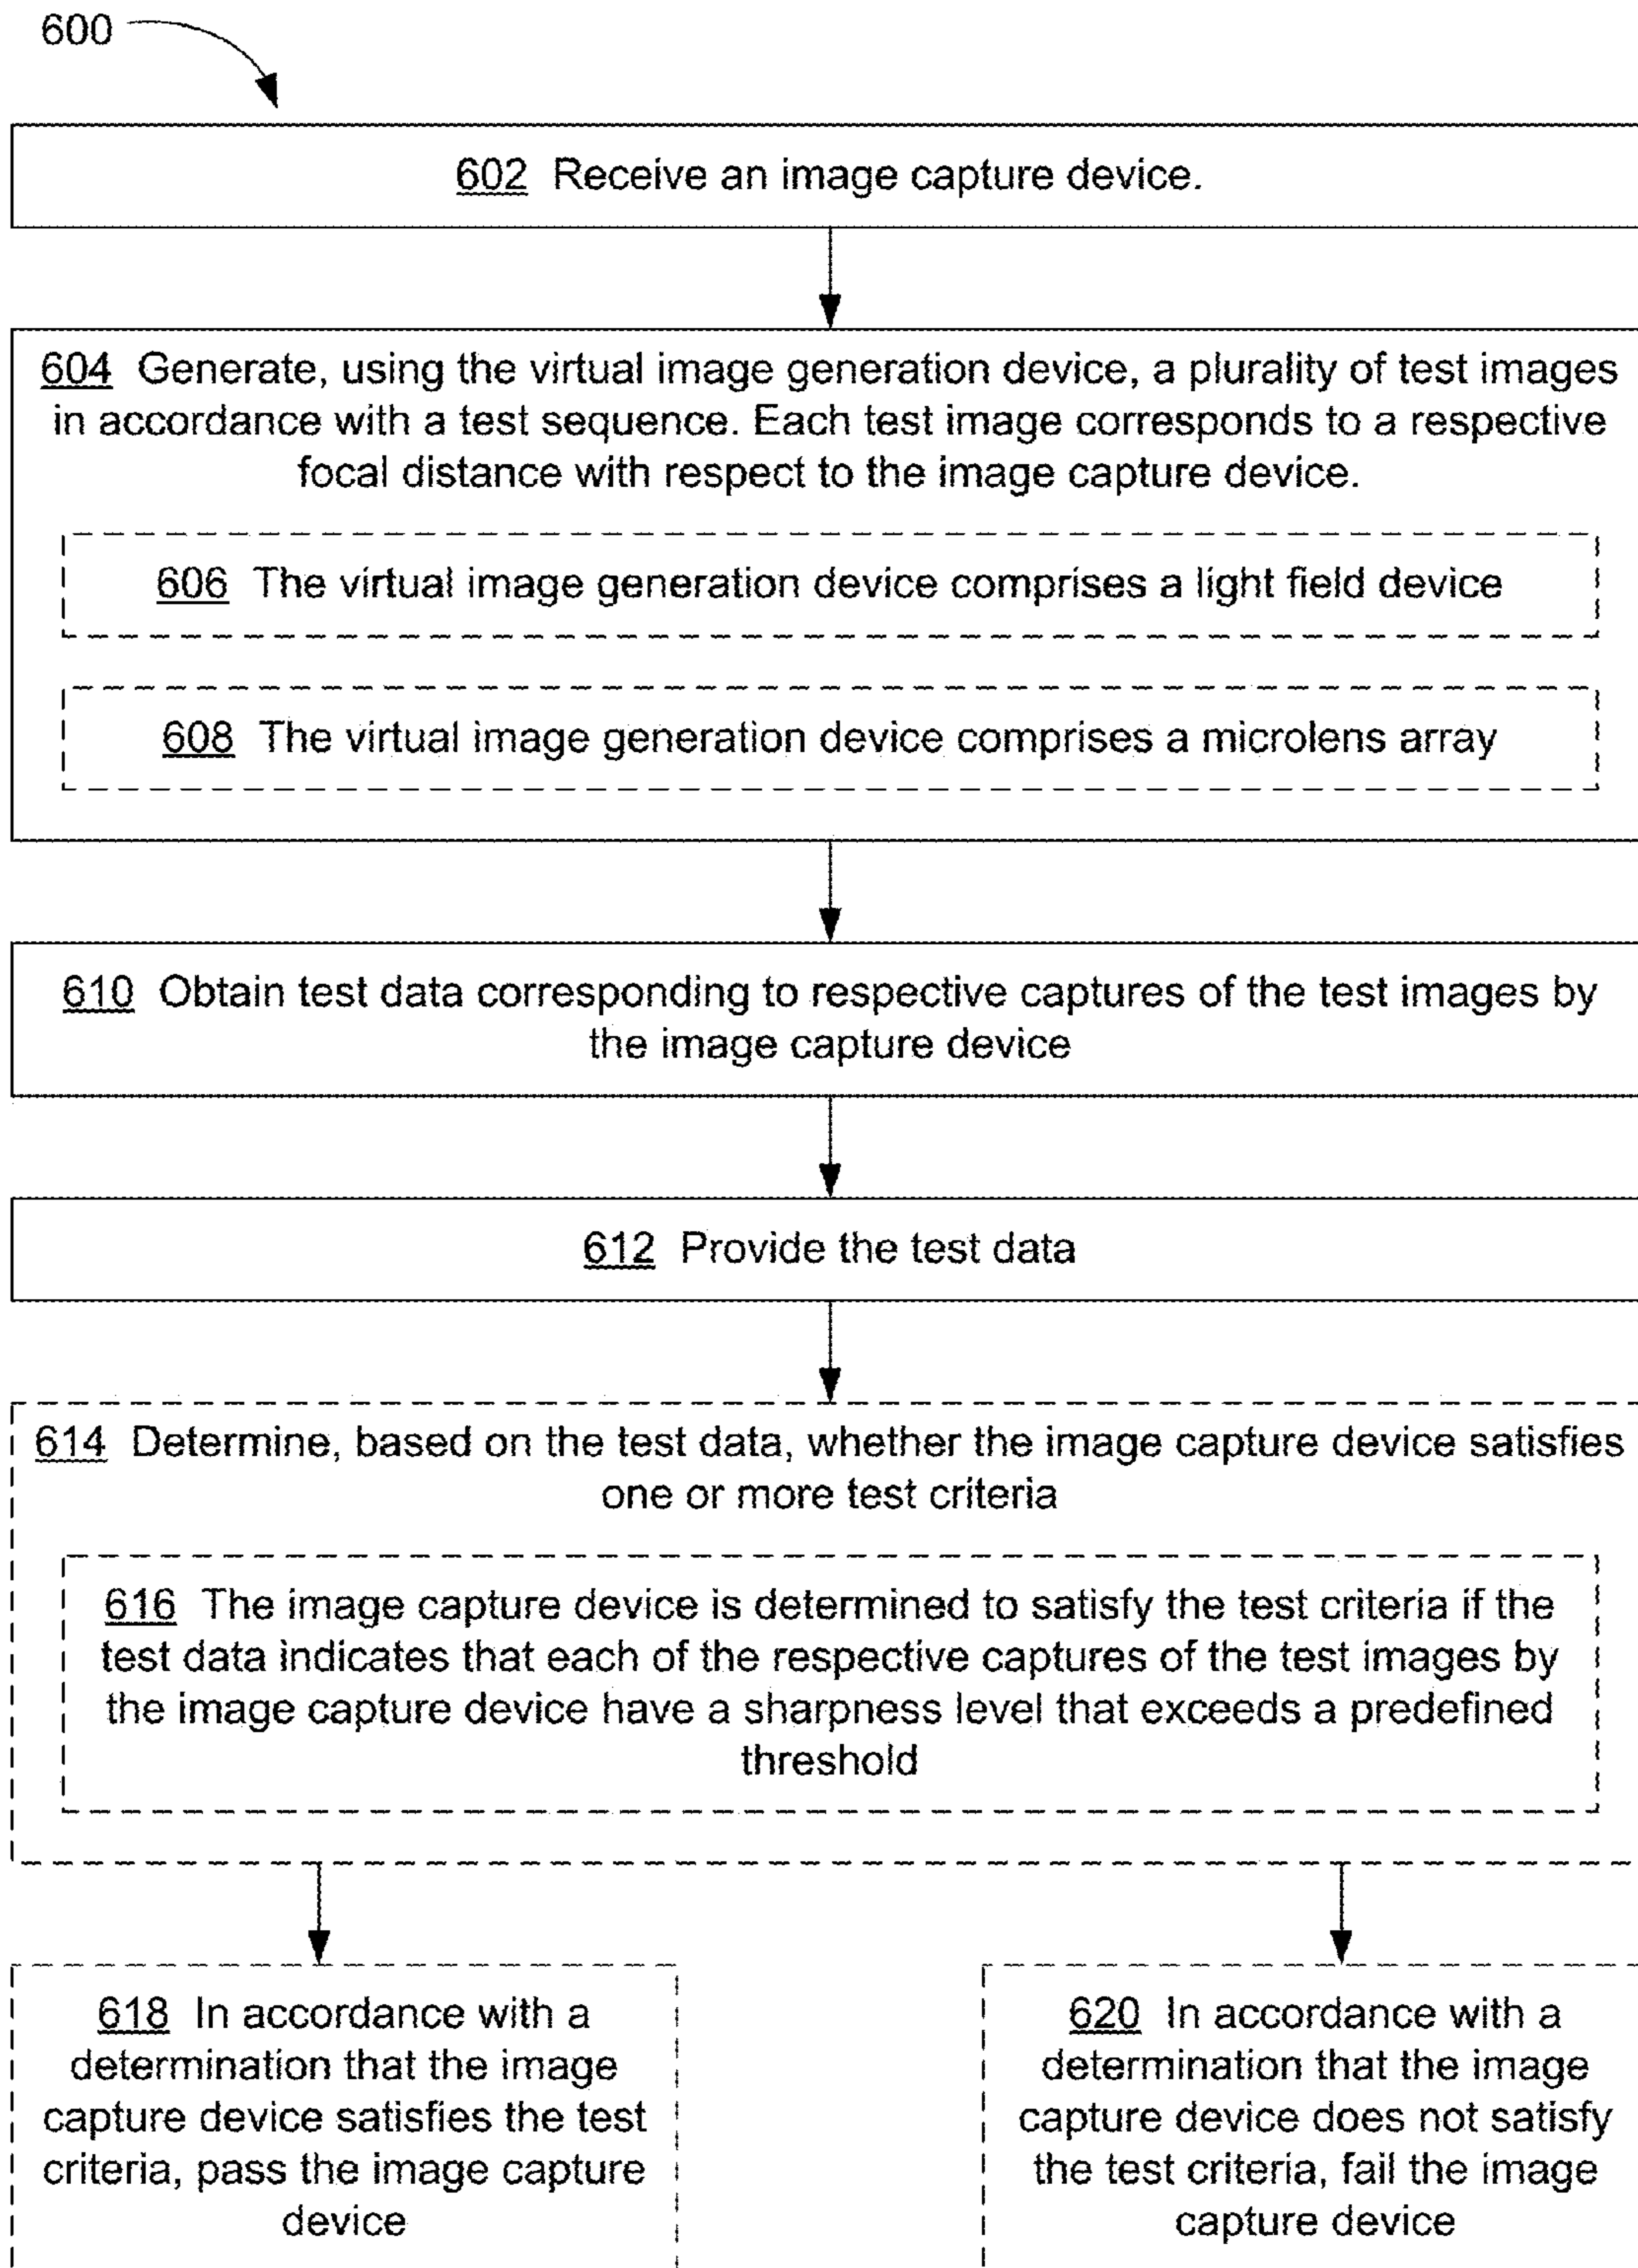 600
602 Receive an image capture device.
604 Generate, using the virtual image generation device, a plurality of test images
in accordance with a test sequence. Each test image corresponds to a respective
focal distance with respect to the image capture device.
606 The virtual image generation device comprises a light field device
608 The virtual image generation device comprises a microlens array
610 Obtain test data corresponding to respective captures of the test images by
the image capture device
612 Provide the test data
614 Determine, based on the test data, whether the image capture device satisfies
one or more test criteria
616 The image capture device is determined to satisfy the test criteria if the
test data indicates that each of the respective captures of the test images by
the image capture device have a sharpness level that exceeds a predefined
threshold
618 In accordance with a
determination that the image
capture device satisfies the test
criteria, pass the image capture
device
620 In accordance with a
determination that the image
capture device does not satisfy
the test criteria, fail the image
capture device